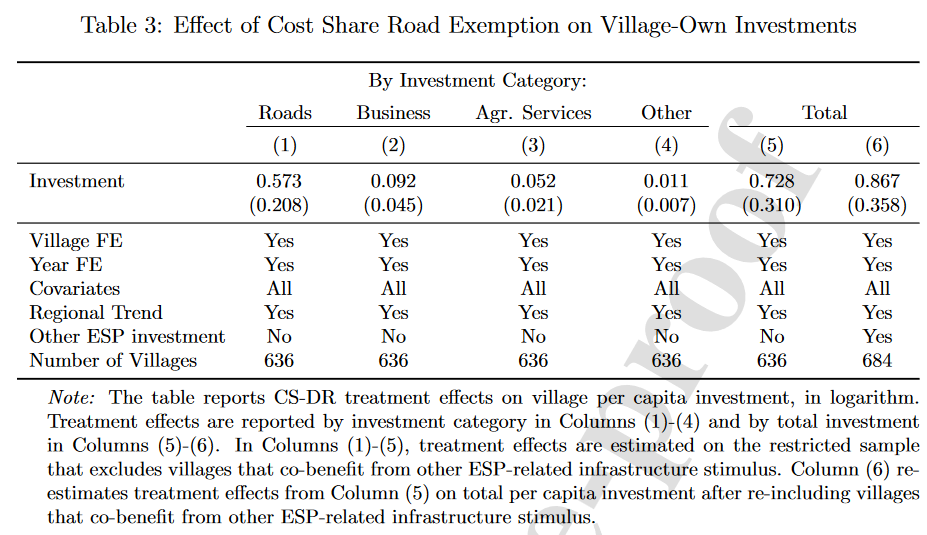 Table 3: Effect of Cost Share Road Exemption on Village-Own Investments
By Investment Category:
Roads Business Agr. Services Other Total
(1) (2) (3) (4) (5) (6)
Investment 0.573 0.092 0.052 0.011 0.728 0.867
(0.208) (0.045) (0.021) (0.007) (0.310) (0.358)
Village FE Yes Yes Yes Yes Yes Yes
Year FE Yes Yes Yes Yes Yes Yes
Covariates All All All All All All
Regional Trend Yes Yes Yes Yes Yes Yes
Other ESP investment No No No No No Yes
Number of Villages 636 636 636 636 636 684
Note: The table reports CS-DR treatment effects on village per capita investment, in logarithm.
Treatment effects are reported by investment category in Columns (1)-(4) and by total investment
in Columns (5)-(6). In Columns (1)-(5), treatment effects are estimated on the restricted sample
that excludes villages that co-benefit from other ESP-related infrastructure stimulus. Column (6) re-
estimates treatment effects from Column (5) on total per capita investment after re-including villages
that co-benefit from other ESP-related infrastructure stimulus.
e-proof